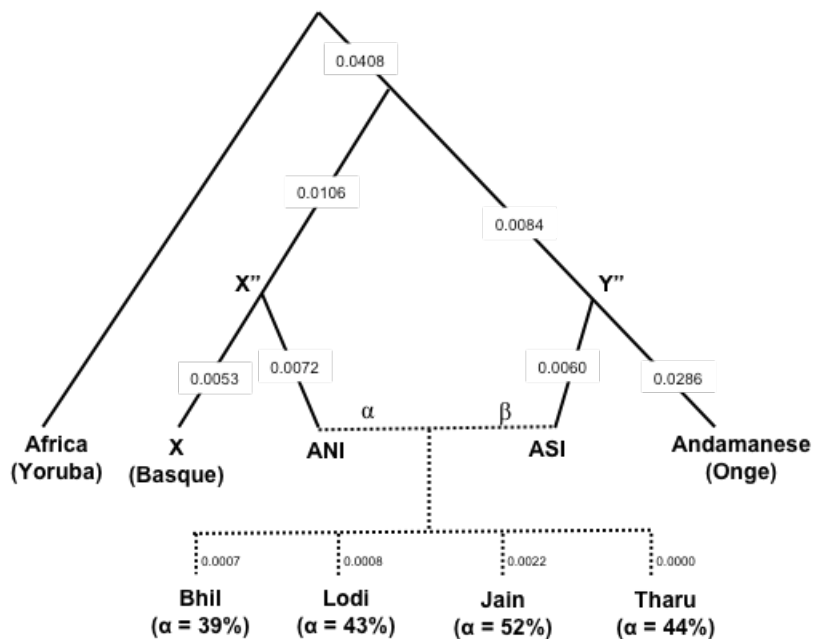 0.0408
0.0106
0.0084
X” Y”
0.0053 0.0072 0.0060 0.0286
α β
Africa X ANI ASI Andamanese
(Yoruba) (Basque) (Onge)
0.0007 0.0008 0.0022 0.0000
Bhil Lodi Jain Tharu
(α = 39%) (α = 43%) (α = 52%) (α = 44%)